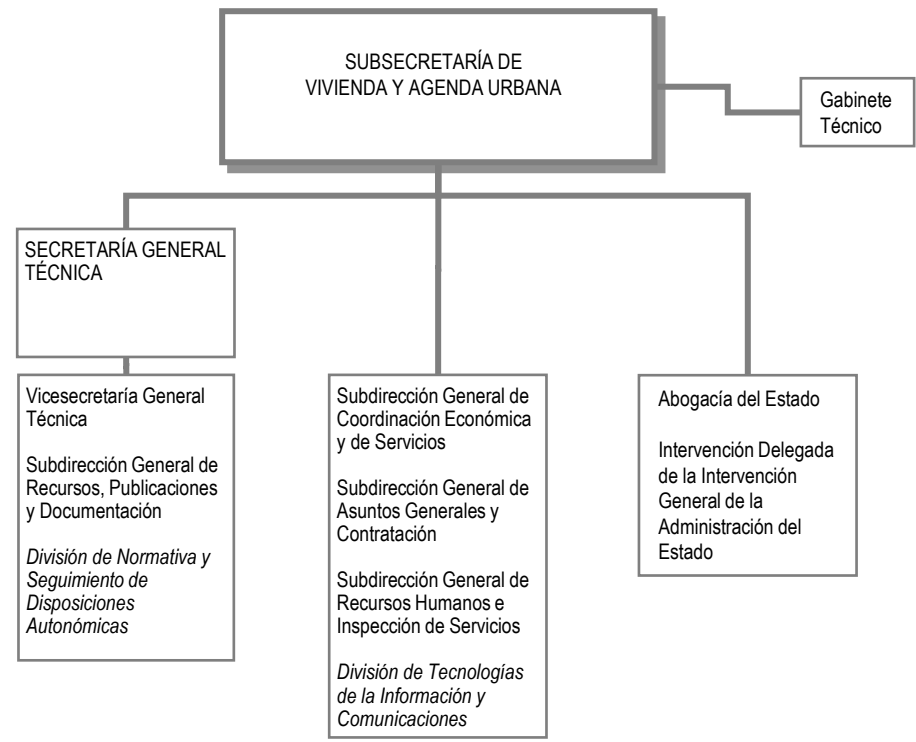 SUBSECRETARÍA DE
VIVIENDA Y AGENDA URBANA
Gabinete
Técnico
SECRETARÍA GENERAL
TÉCNICA
Vicesecretaría General
Técnica
Subdirección General de
Recursos, Publicaciones
y Documentación
División de Normativa y
Seguimiento de
Disposiciones
Autonómicas
Subdirección General de
Coordinación Económica
y de Servicios
Subdirección General de
Asuntos Generales y
Contratación
Subdirección General de
Recursos Humanos e
Inspección de Servicios
División de Tecnologías
de la Información y
Comunicaciones
Abogacía del Estado
Intervención Delegada
de la Intervención
General de la
Administración del
Estado